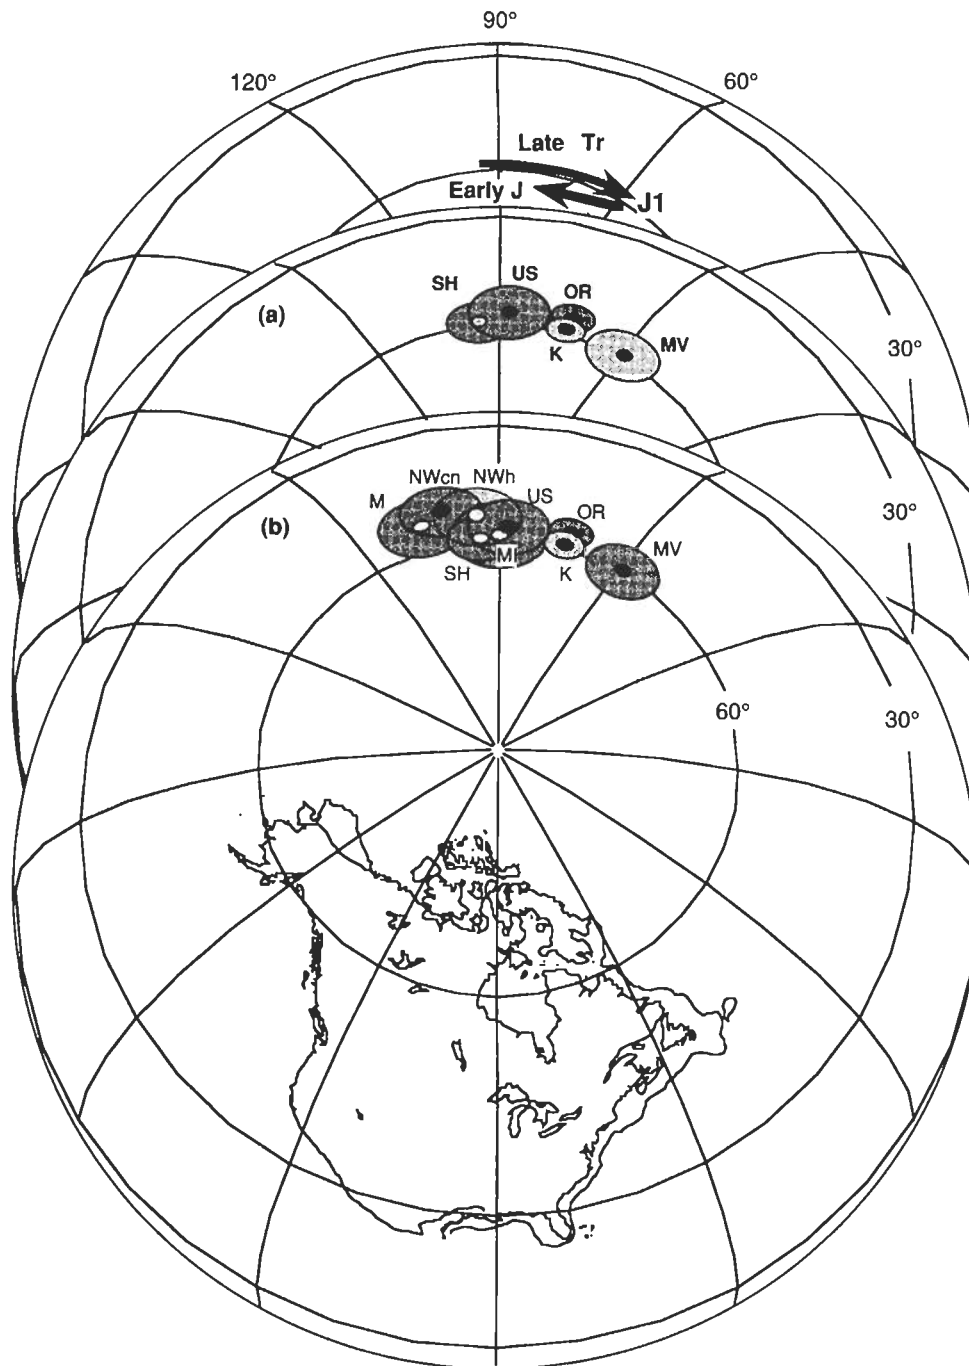 90°
120°
60°
Late Tr
Early J
J1
US
SH
OR
(a)
K
MV
30°
NWcn
NWh
M
US
OR
(b)
30°
MV
MI
SH
K
60°
30°